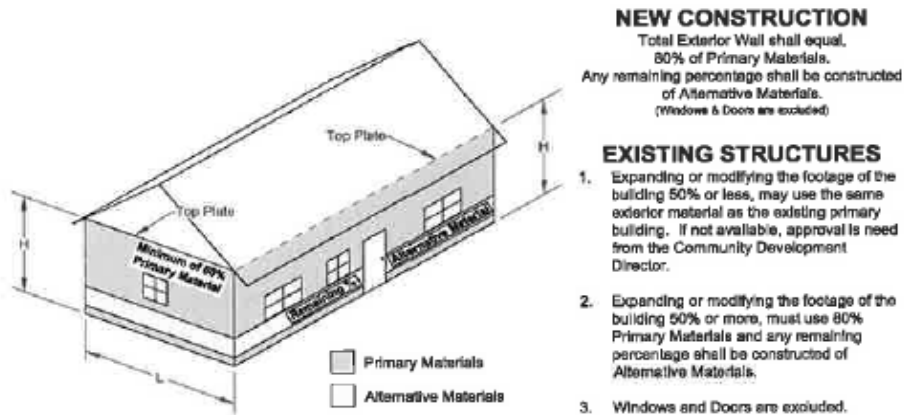 NEW CONSTRUCTION
Total Exterior Wall shall equal,
80% of Primary Materials.
Any remaining percentage shall be constructed
of Alternative Materials.
(Windows & Doors are excluded)
EXISTING STRUCTURES
1. Expanding or modifying the footage of the
building 50% or less, may use the same
exterior material as the existing primary
building. If not available, approval is need
from the Community Development
Director.
2. Expanding or modifying the footage of the
building 50% or more, must use 80%
Primary Materials and any remaining
percentage shall be constructed of
Alternative Materials.
3. Windows and Doors are excluded.
Top Plate
H
Top Plate
H
Minimum of 80%
Primary Material
Alternative Material
Remaining %
L
Primary Materials
Alternative Materials